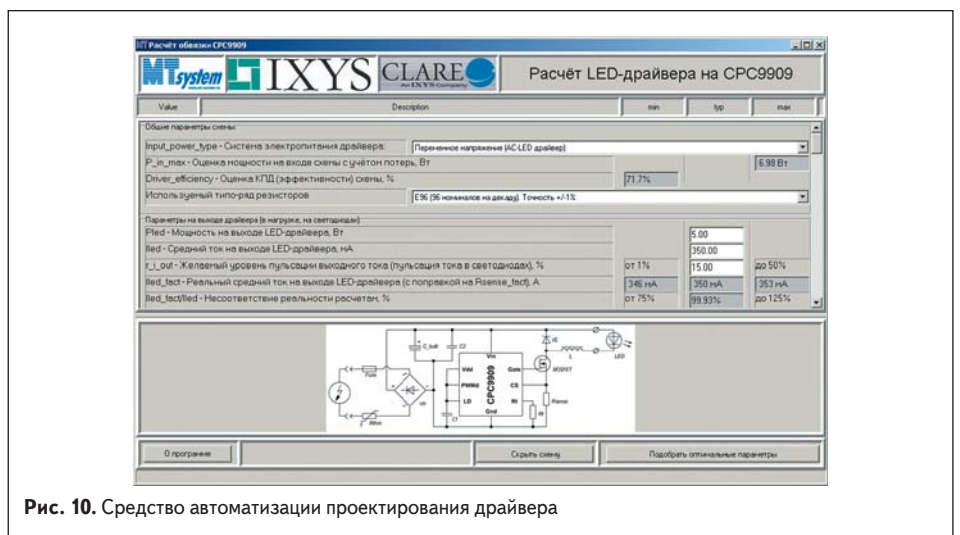 MT Расчёт обвязки CPC9909
MTsystem IXYS CLARE Расчёт LED-драйвера на CPC9909
An IXYS Company
Value Description min typ max
Общие параметры схемы:
Input_power_type - Система электропитания драйвера: Переменное напряжение (AC-LED драйвер)
P_in_max - Оценка мощности на входе схемы с учётом потерь, Вт 6.98 Вт
Driver_efficiency - Оценка КПД (эффективности) схемы, % 71.7%
Используемый типо-ряд резисторов E96 (96 номиналов на декаду). Точность +/-1%
Параметры на выходе драйвера (в нагрузке, на светодиодах):
Pled - Мощность на выходе LED-драйвера, Вт 5.00
Iled - Средний ток на выходе LED-драйвера, мА 350.00
r_i_out - Желаемый уровень пульсации выходного тока (пульсация тока в светодиодах), % от 1% 15.00 до 50%
Iled_fact - Реальный средний ток на выходе LED-драйвера (с поправкой на Rsense_fact), А 346 мА 350 мА 353 мА
Iled_fact/Iled - Несоответствие реальности расчетам, % от 75% 99.93% до 125%
C_bulk C2 VD L LED
Vin
Fuse Vdd Gate MOSFET
PWMd CPC9909 CS
VB LD Rt Rsense
Gnd
Rthm C1 Rt
О программе Скрыть схему Подобрать оптимальные параметры
Рис. 10. Средство автоматизации проектирования драйвера